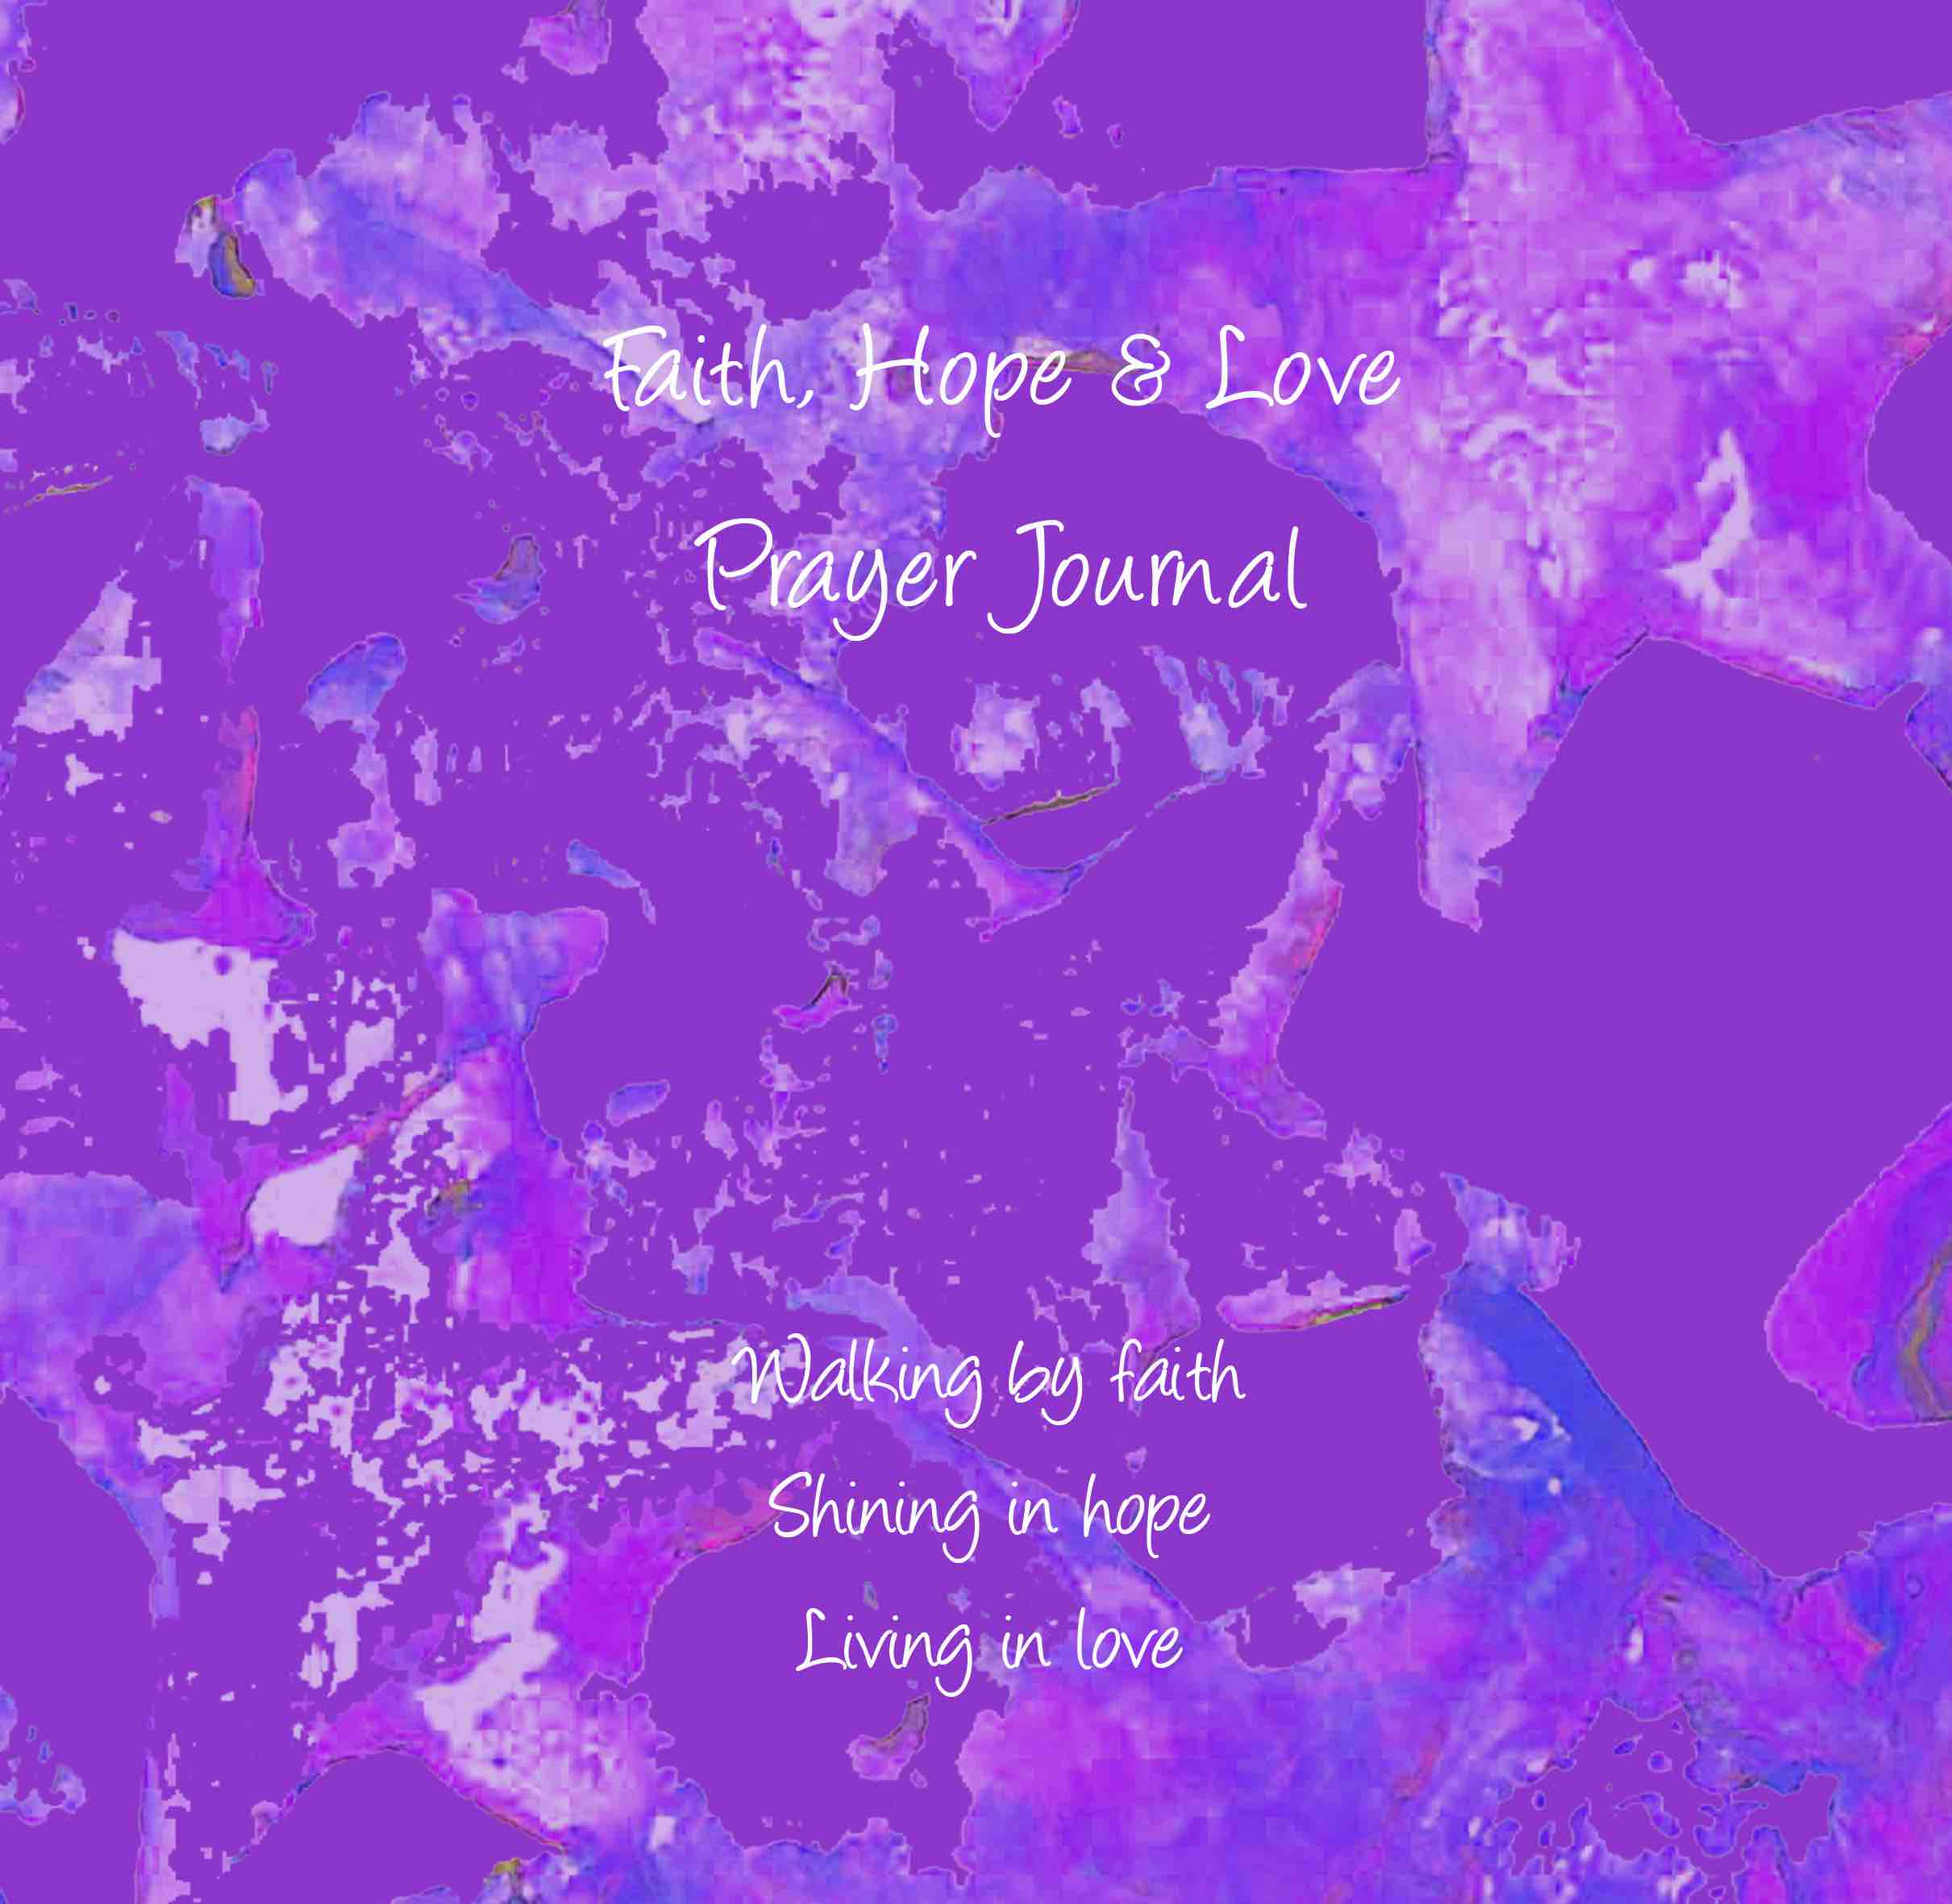 Faith, Hope & Love
Prayer Journal
Walking by faith
Shining in hope
Living in love